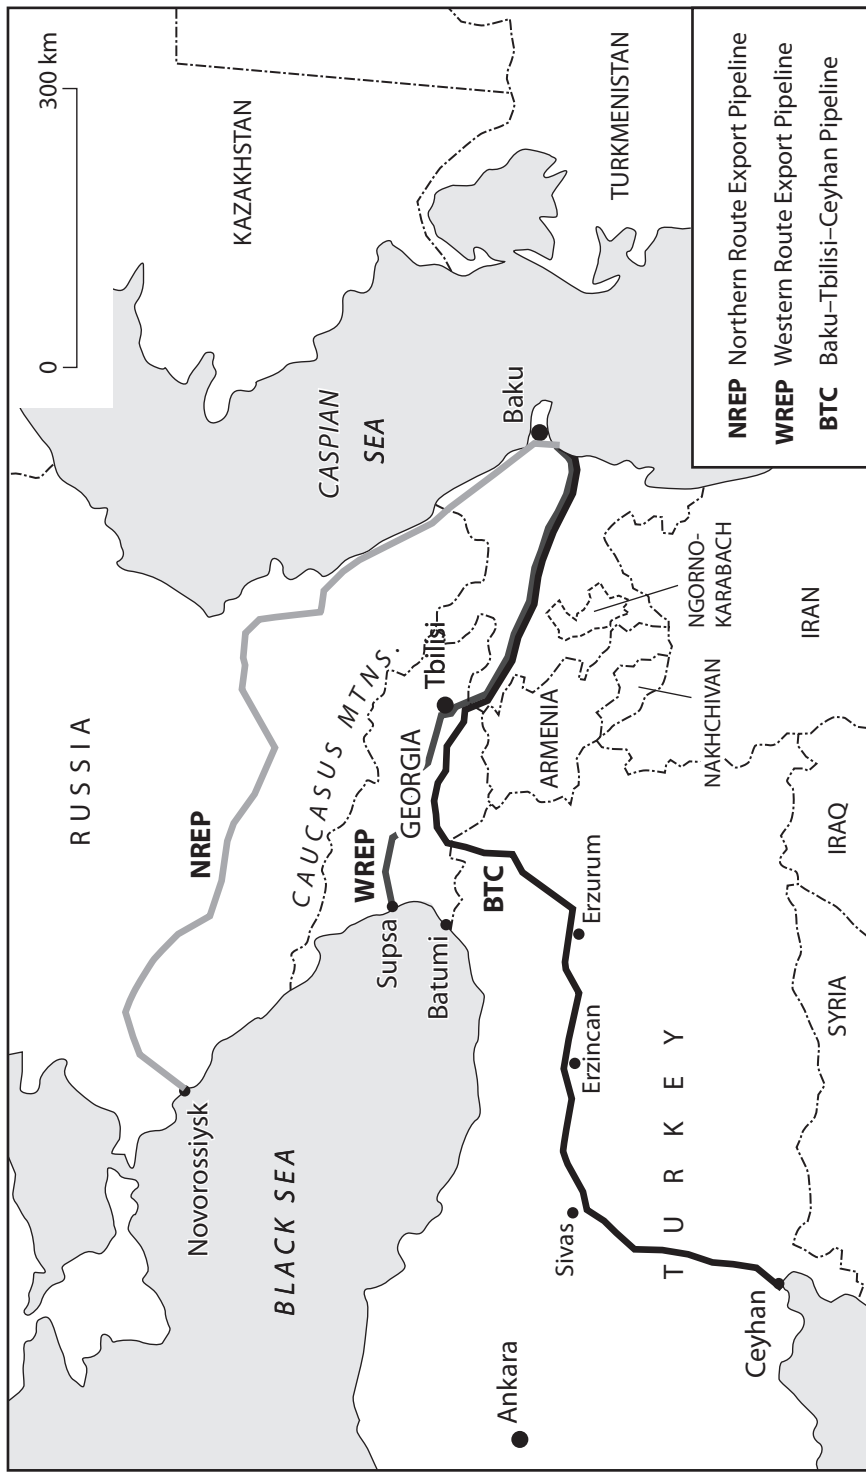 0 300 km
KAZAKHSTAN
TURKMENISTAN
RUSSIA
NREP
CASPIAN
SEA
CAUCASUS MTNS.
Baku
WREP
GEORGIA
Tbilisi
Novorossiysk
Supsa
Batumi
BTC
ARMENIA
NGORNO-
KARABACH
NAKHCHIVAN
IRAN
BLACK SEA
Erzurum
Erzincan
Sivas
TURKEY
IRAQ
SYRIA
Ankara
Ceyhan
NREP Northern Route Export Pipeline
WREP Western Route Export Pipeline
BTC Baku–Tbilisi–Ceyhan Pipeline